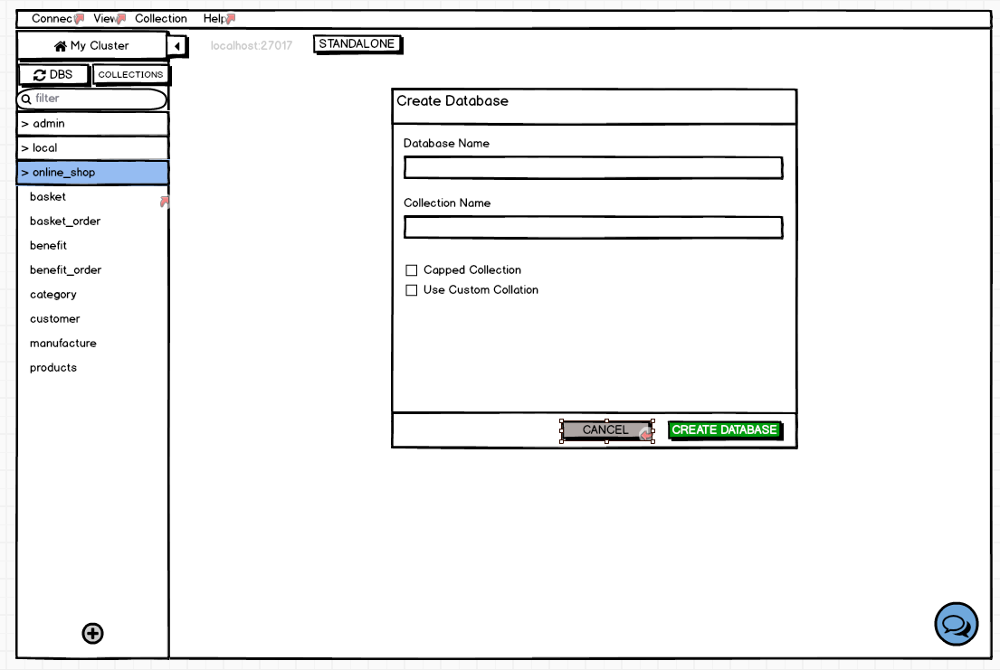 Connec View Collection Help
My Cluster
localhost:27017
STANDALONE
DBS
COLLECTIONS
filter
> admin
> local
> online_shop
basket
basket_order
benefit
benefit_order
category
customer
manufacture
products
Create Database
Database Name
Collection Name
Capped Collection
Use Custom Collation
CANCEL
CREATE DATABASE